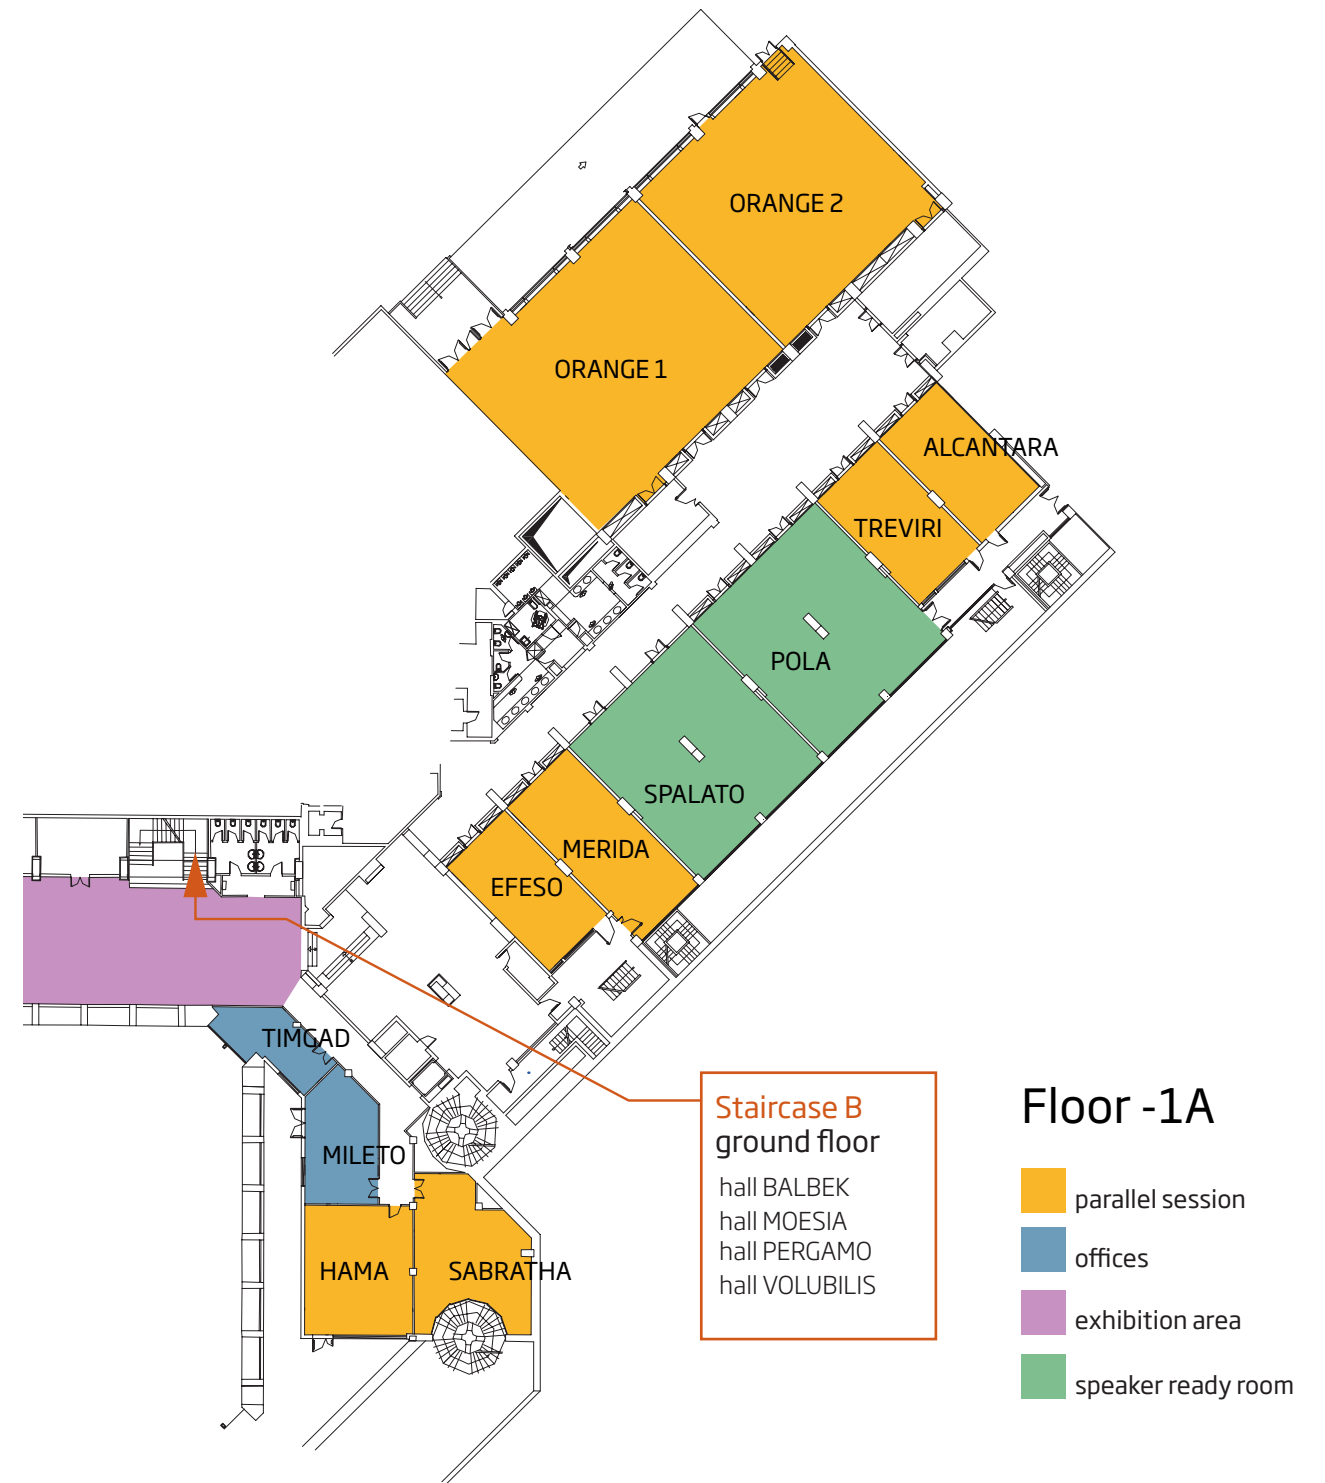 ORANGE 2
ORANGE 1
ALCANTARA
TREVIRI
POLA
SPALATO
MERIDA
EFESO
TIMGAD
MILETO
HAMA
SABRATHA
Staircase B
ground floor
hall BALBEK
hall MOESIA
hall PERGAMO
hall VOLUBILIS
Floor -1A
parallel session
offices
exhibition area
speaker ready room